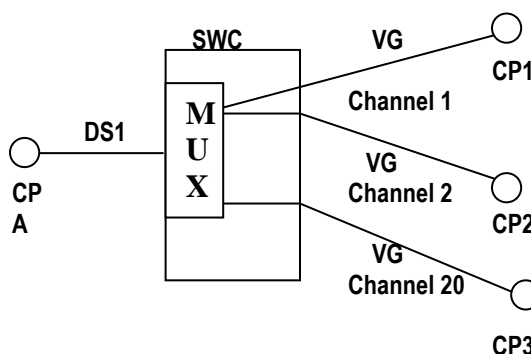 SWC
VG
CP1
Channel 1
DS1
M
U
X
CP
A
VG
Channel 2
CP2
VG
Channel 20
CP3